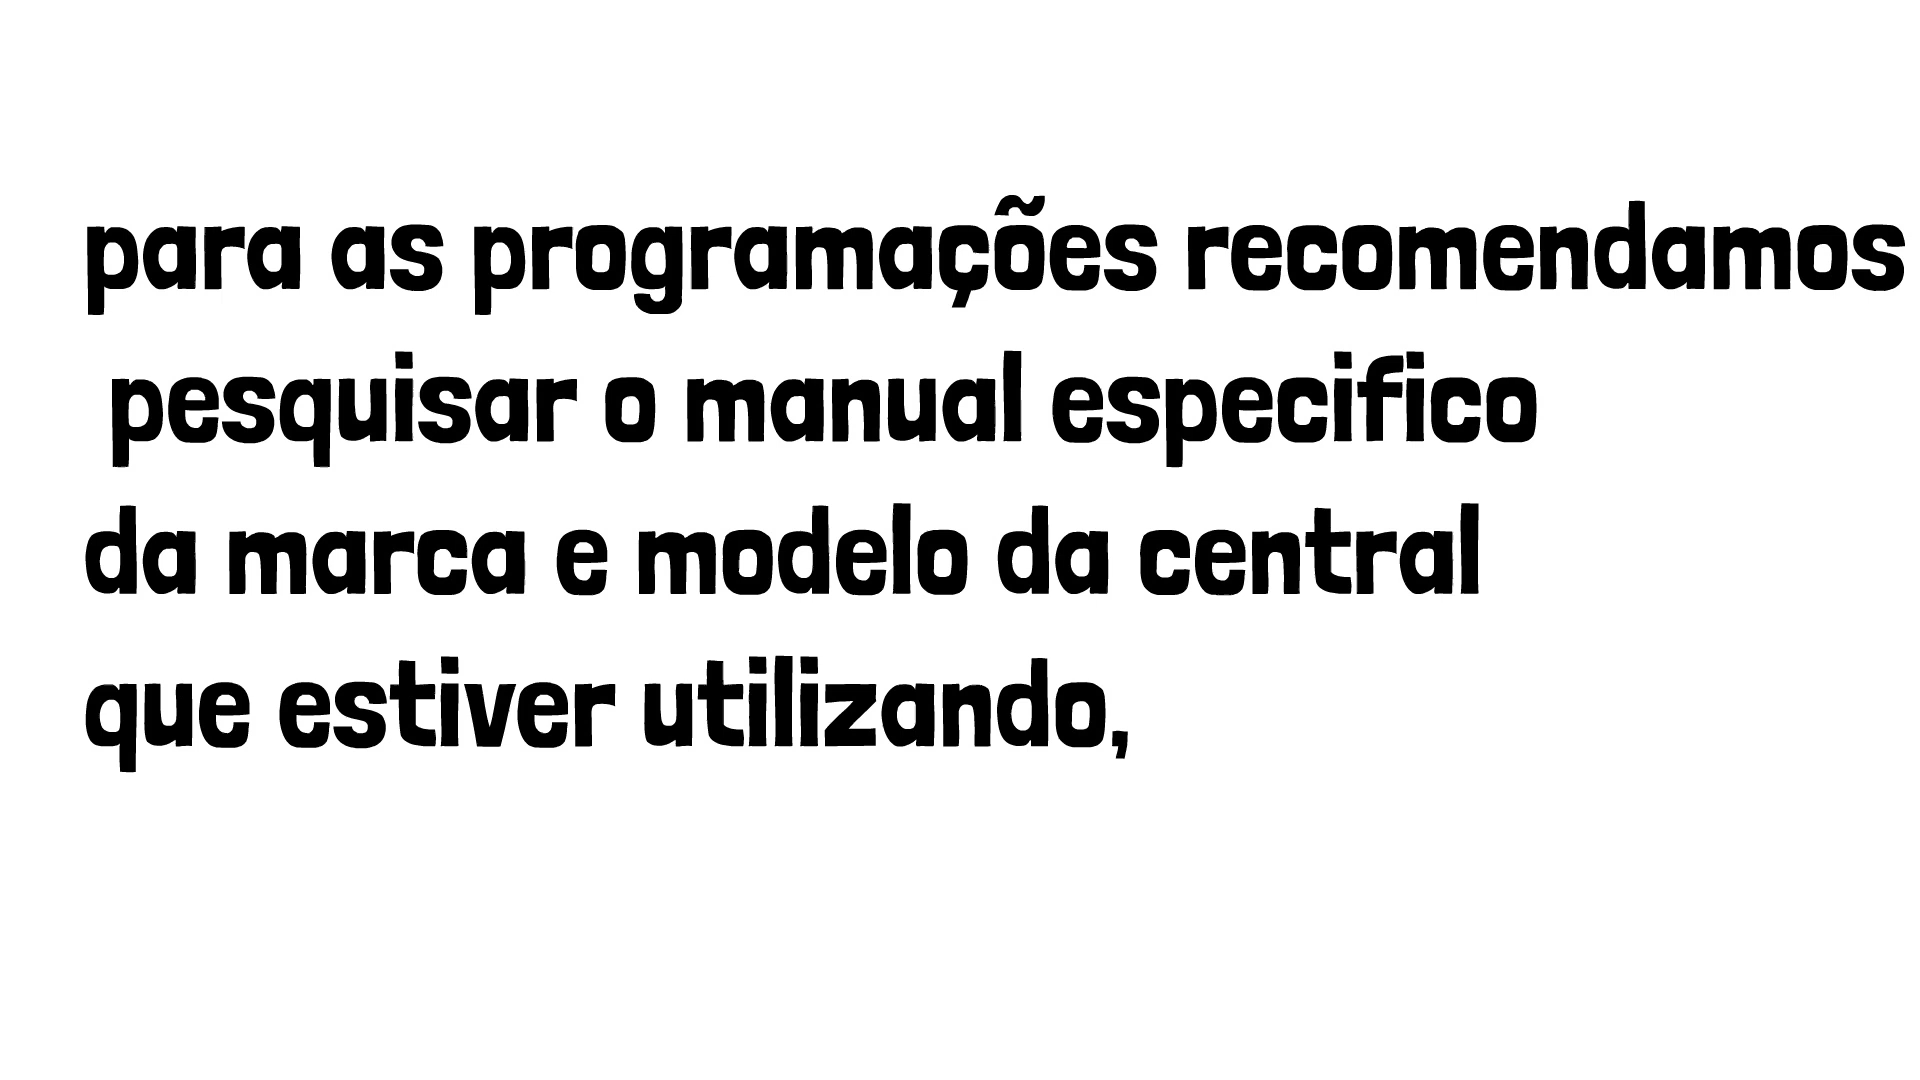 para as programações recomendamos
pesquisar o manual especifico
da marca e modelo da central
que estiver utilizando,